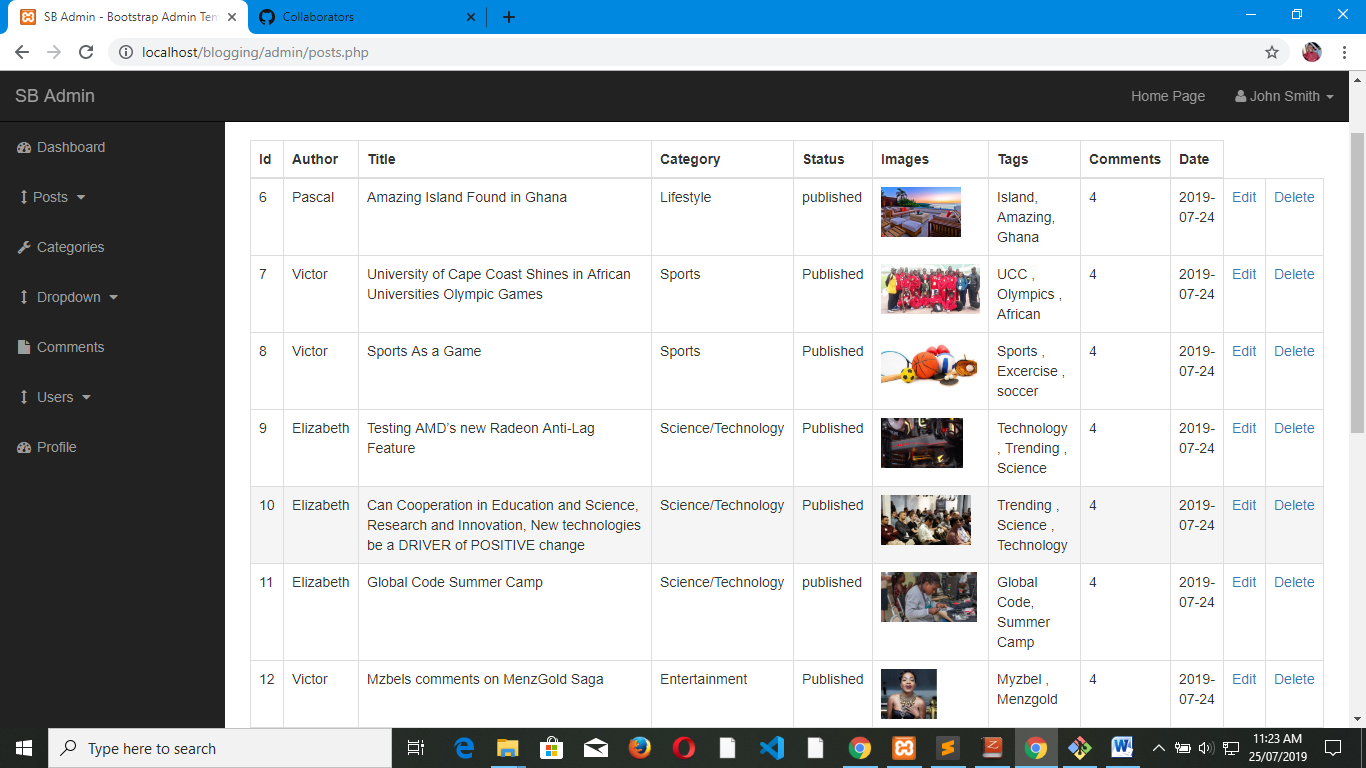 SB Admin - Bootstrap Admin Tem
Collaborators
localhost/blogging/admin/posts.php
SB Admin
Home Page
John Smith
Dashboard
Posts
Categories
Dropdown
Comments
Users
Profile
Id Author Title Category Status Images Tags Comments Date
6 Pascal Amazing Island Found in Ghana Lifestyle published Island, 4 2019- Edit Delete
Amazing, 07-24
Ghana
7 Victor University of Cape Coast Shines in African Sports Published UCC , 4 2019- Edit Delete
Universities Olympic Games Olympics , 07-24
African
8 Victor Sports As a Game Sports Published Sports , 4 2019- Edit Delete
Excercise , 07-24
soccer
9 Elizabeth Testing AMD's new Radeon Anti-Lag Science/Technology Published Technology 4 2019- Edit Delete
Feature , Trending , 07-24
Science
10 Elizabeth Can Cooperation in Education and Science, Science/Technology Published Trending , 4 2019- Edit Delete
Research and Innovation, New technologies Science , 07-24
be a DRIVER of POSITIVE change Technology
11 Elizabeth Global Code Summer Camp Science/Technology published Global 4 2019- Edit Delete
Code, 07-24
Summer
Camp
12 Victor Mzbels comments on MenzGold Saga Entertainment Published Myzbel , 4 2019- Edit Delete
Menzgold 07-24
Type here to search
11:23 AM
25/07/2019